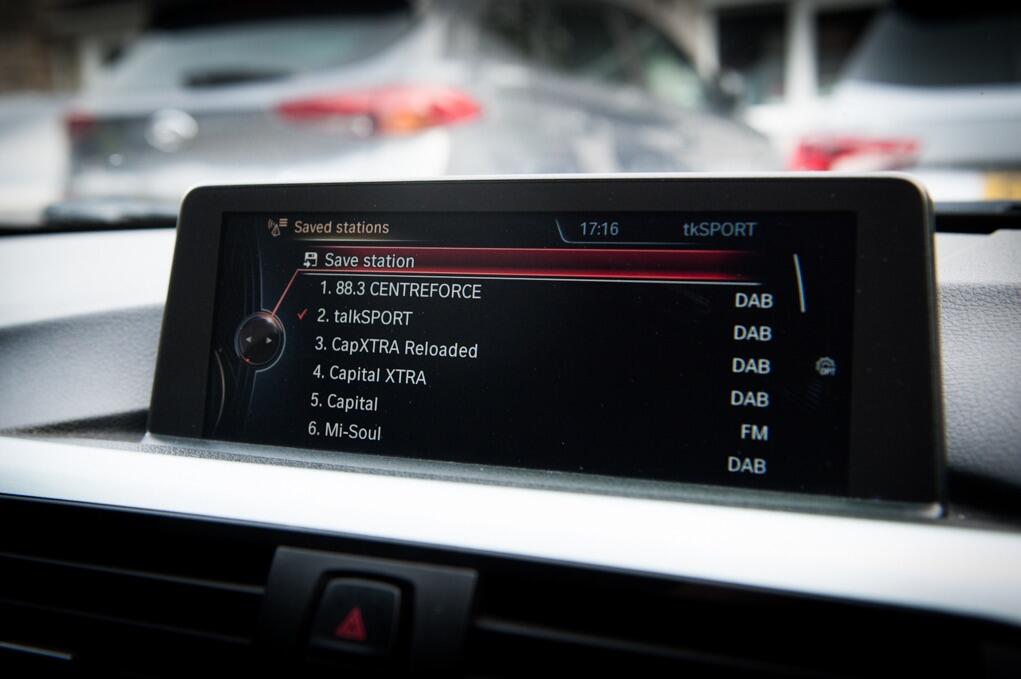 Saved stations 17:16 tkSPORT
Save station
1. 88.3 CENTREFORCE DAB
✓ 2. talkSPORT DAB
3. CapXTRA Reloaded DAB
4. Capital XTRA DAB
5. Capital FM
6. Mi-Soul DAB